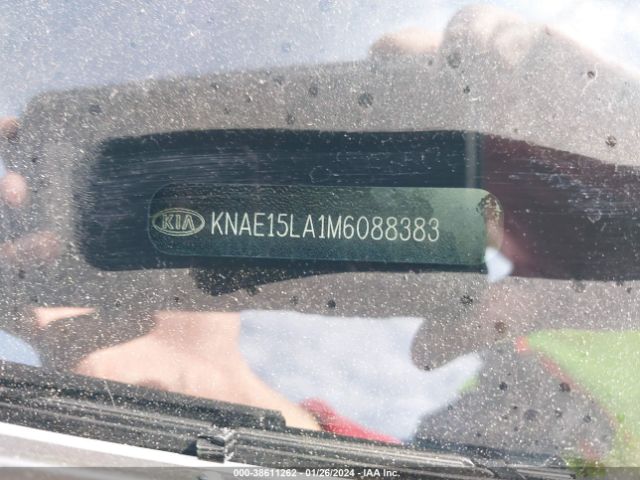 KIA KNAE15LA1M6088383
000-38611262 - 01/26/2024 - IAA Inc.